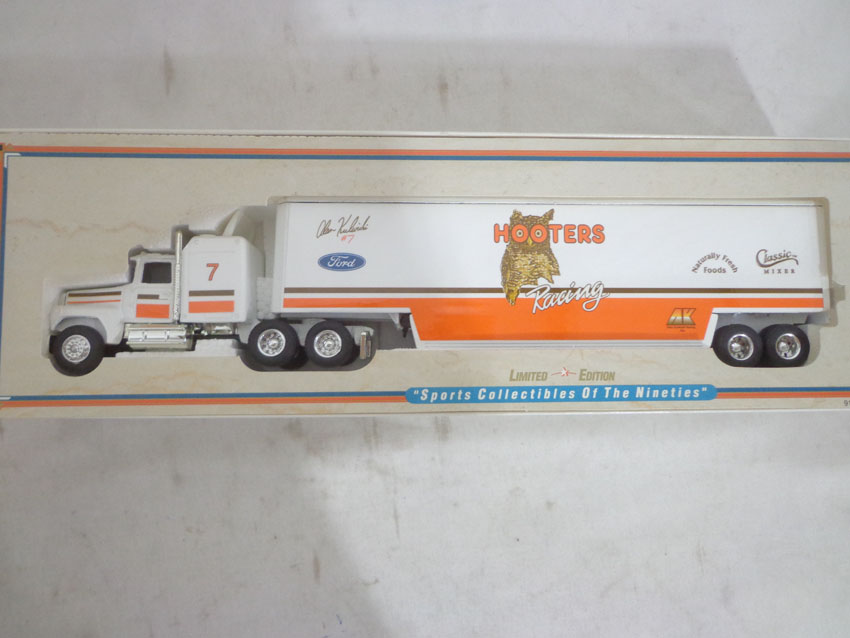 Alan Kulwicki
#7
Ford
HOOTERS
Racing
Naturally Fresh
Foods
Classic
MIXER
7
AK
LIMITED EDITION
"Sports Collectibles Of The Nineties"